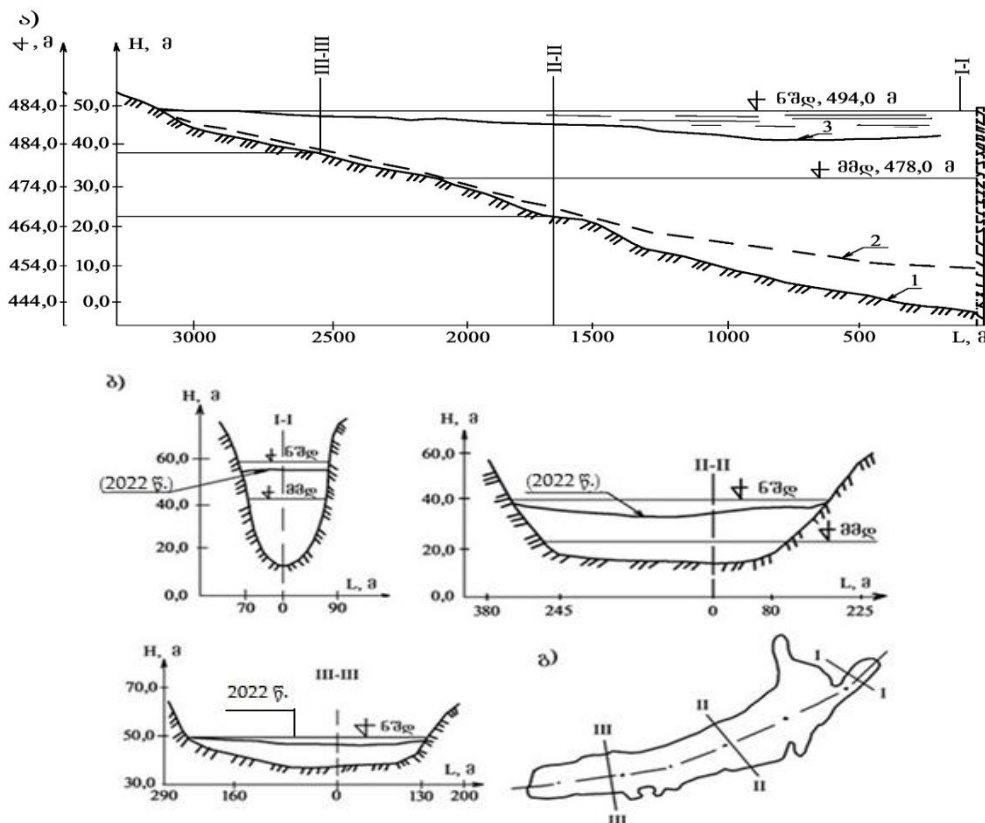 ა)
∢, მ H, მ III-III II-II I-I
484,0 50,0 ნშდ, 494,0 მ
484,0 40,0 3
474,0 30,0 მმდ, 478,0 მ
464,0 20,0
454,0 10,0 2
444,0 0,0 1
3000 2500 2000 1500 1000 500 L, მ
ბ)
H, მ I-I
60,0 ნშდ
(2022 წ.)
40,0 მმდ
20,0
0,0 L, მ
70 0 90
H, მ
60,0 II-II
(2022 წ.) ნშდ
40,0
მმდ
20,0
0,0 L, მ
380 245 0 80 225
H, მ III-III
70,0
2022 წ.
50,0 ნშდ
30,0 L, მ
290 160 0 130 200
გ)
I
I
II
II
III
III